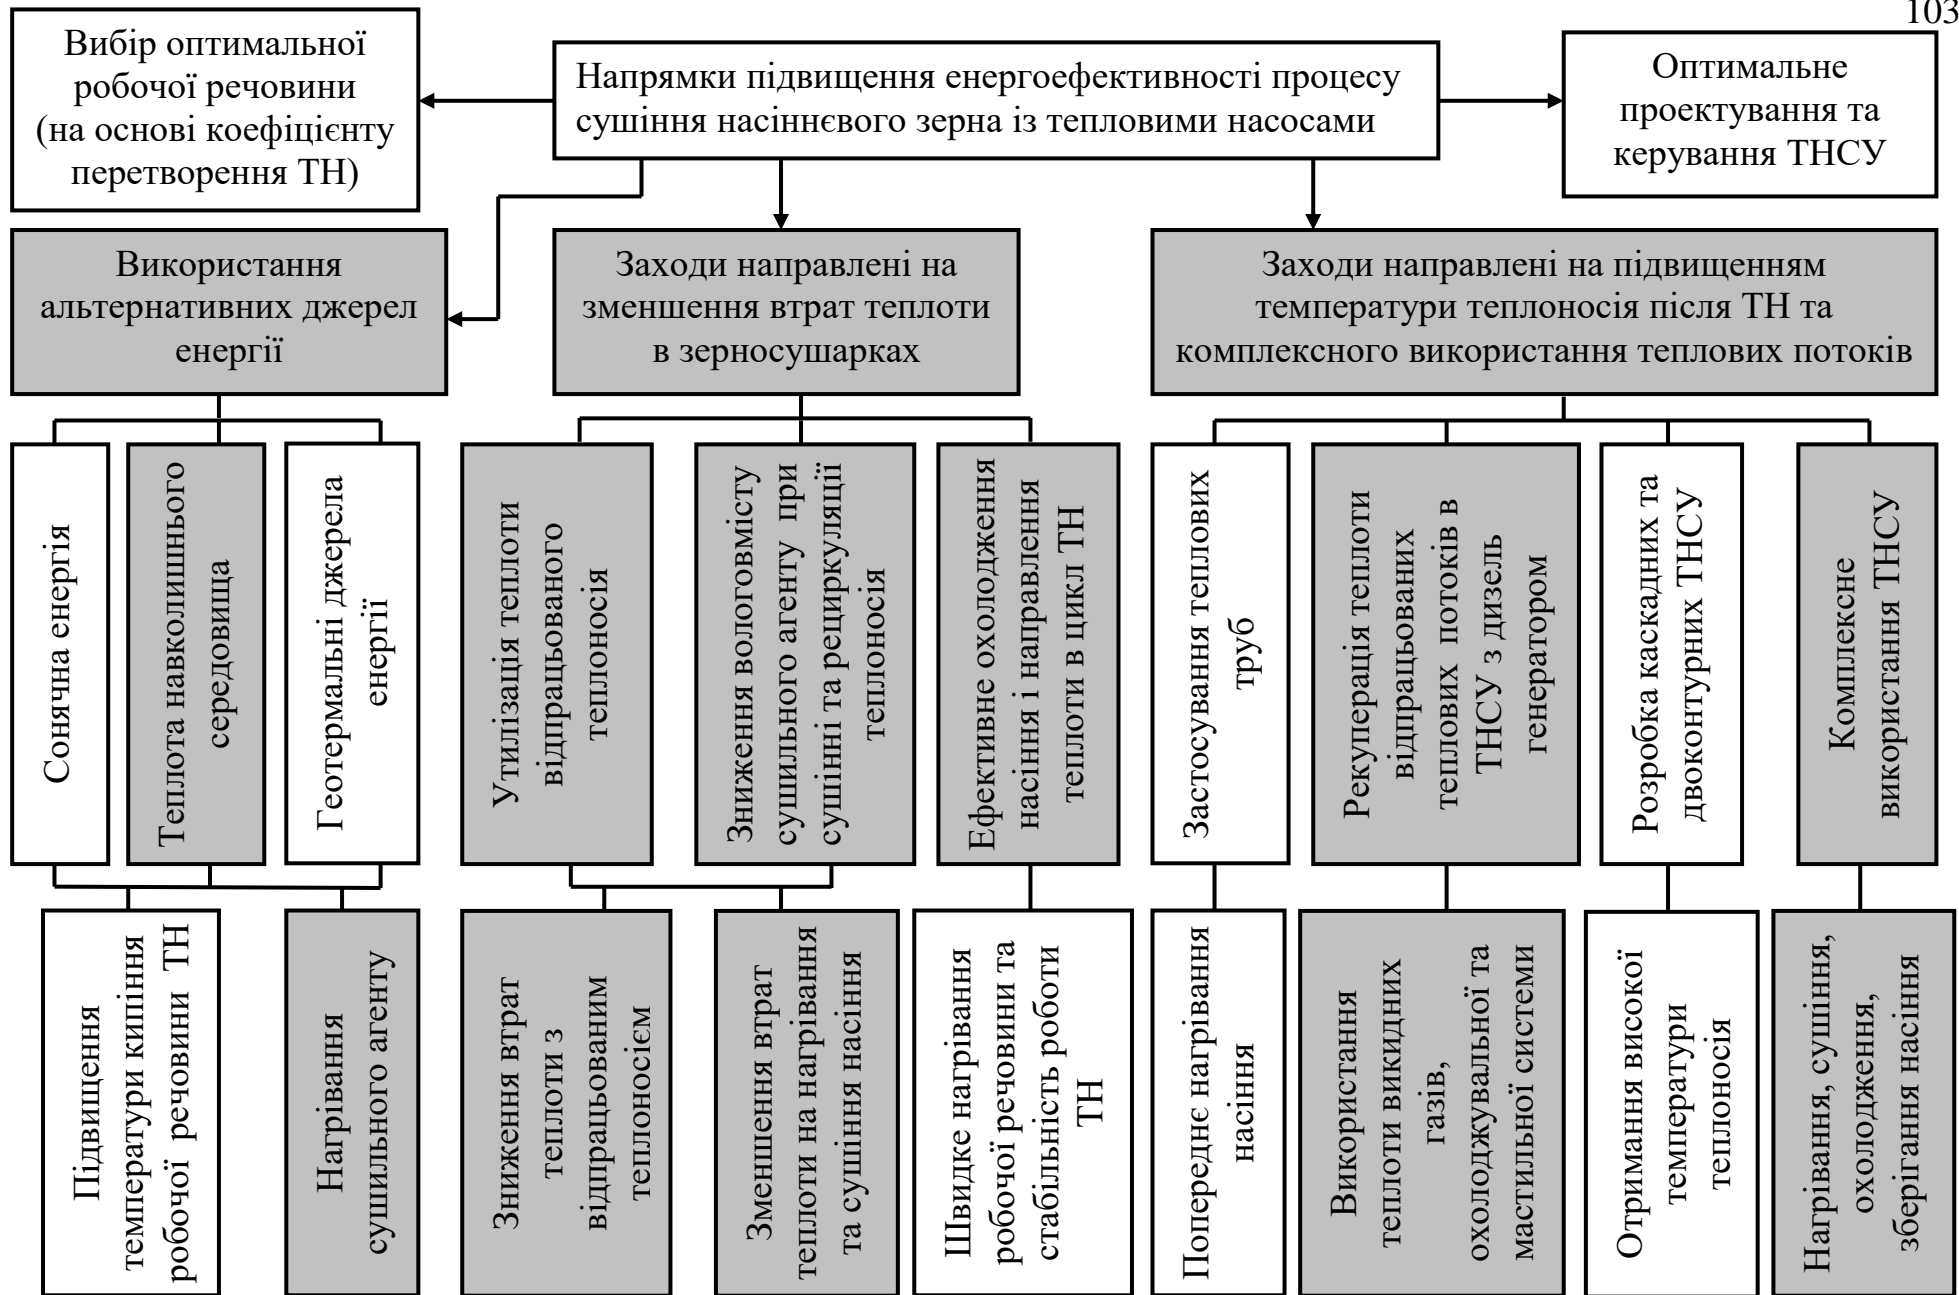 103
Вибір оптимальної
робочої речовини
(на основі коефіцієнту
перетворення ТН)
Напрямки підвищення енергоефективності процесу
сушіння насіннєвого зерна із тепловими насосами
Оптимальне
проектування та
керування ТНСУ
Використання
альтернативних джерел
енергії
Заходи направлені на
зменшення втрат теплоти
в зерносушарках
Заходи направлені на підвищенням
температури теплоносія після ТН та
комплексного використання теплових потоків
Сонячна енергія
Теплота навколишнього
середовища
Геотермальні джерела
енергії
Утилізація теплоти
відпрацьованого
теплоносія
Зниження вологовмісту
сушильного агенту при
сушінні та рециркуляції
теплоносія
Ефективне охолодження
насіння і направлення
теплоти в цикл ТН
Застосування теплових
труб
Рекуперація теплоти
відпрацьованих
теплових потоків в
ТНСУ з дизель
генератором
Розробка каскадних та
двоконтурних ТНСУ
Комплексне
використання ТНСУ
Підвищення
температури кипіння
робочої речовини ТН
Нагрівання
сушильного агенту
Зниження втрат
теплоти з
відпрацьованим
теплоносієм
Зменшення втрат
теплоти на нагрівання
та сушіння насіння
Швидке нагрівання
робочої речовини та
стабільність роботи
ТН
Попереднє нагрівання
насіння
Використання
теплоти викидних
газів,
охолоджувальної та
мастильної системи
Отримання високої
температури
теплоносія
Нагрівання, сушіння,
охолодження,
зберігання насіння